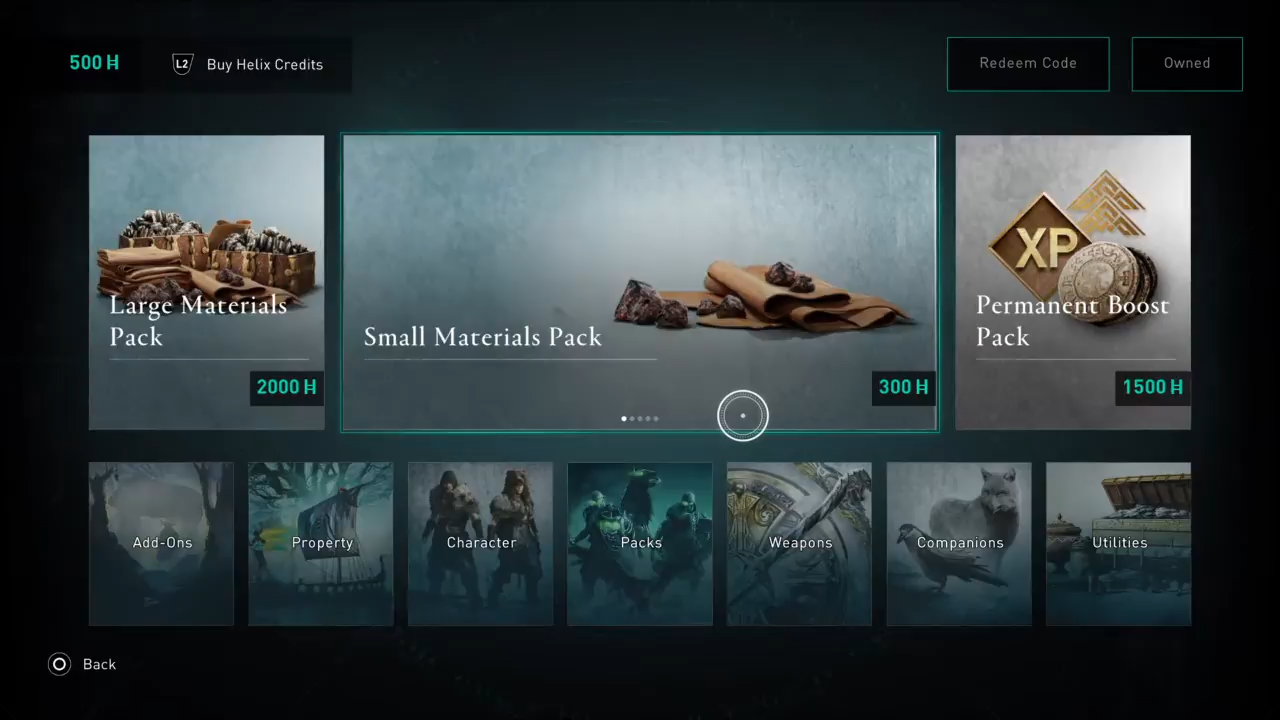 500 H
L2 Buy Helix Credits
Redeem Code
Owned
Large Materials
Pack
2000 H
Small Materials Pack
300 H
XP
Permanent Boost
Pack
1500 H
Add-Ons
Property
Character
Packs
Weapons
Companions
Utilities
Back